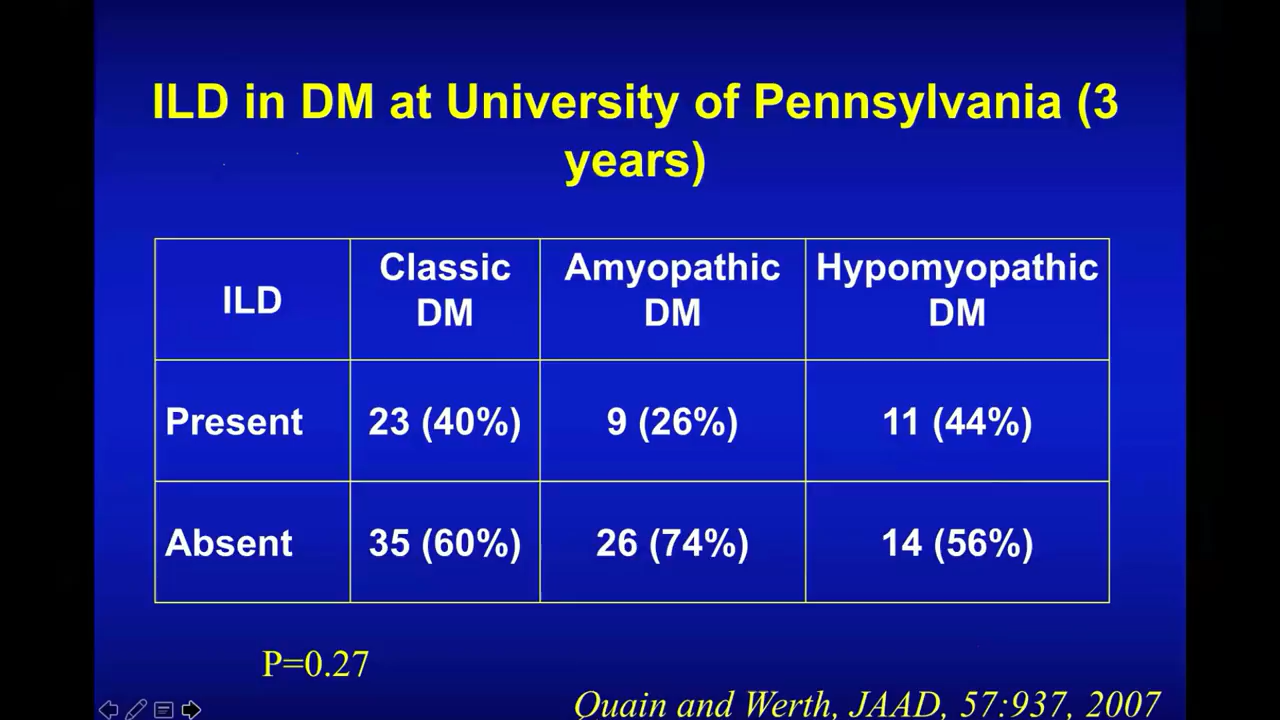 ILD in DM at University of Pennsylvania (3
years)
ILD
Classic
DM
Amyopathic
DM
Hypomyopathic
DM
Present
23 (40%)
9 (26%)
11 (44%)
Absent
35 (60%)
26 (74%)
14 (56%)
P=0.27
Quain and Werth, JAAD, 57:937, 2007